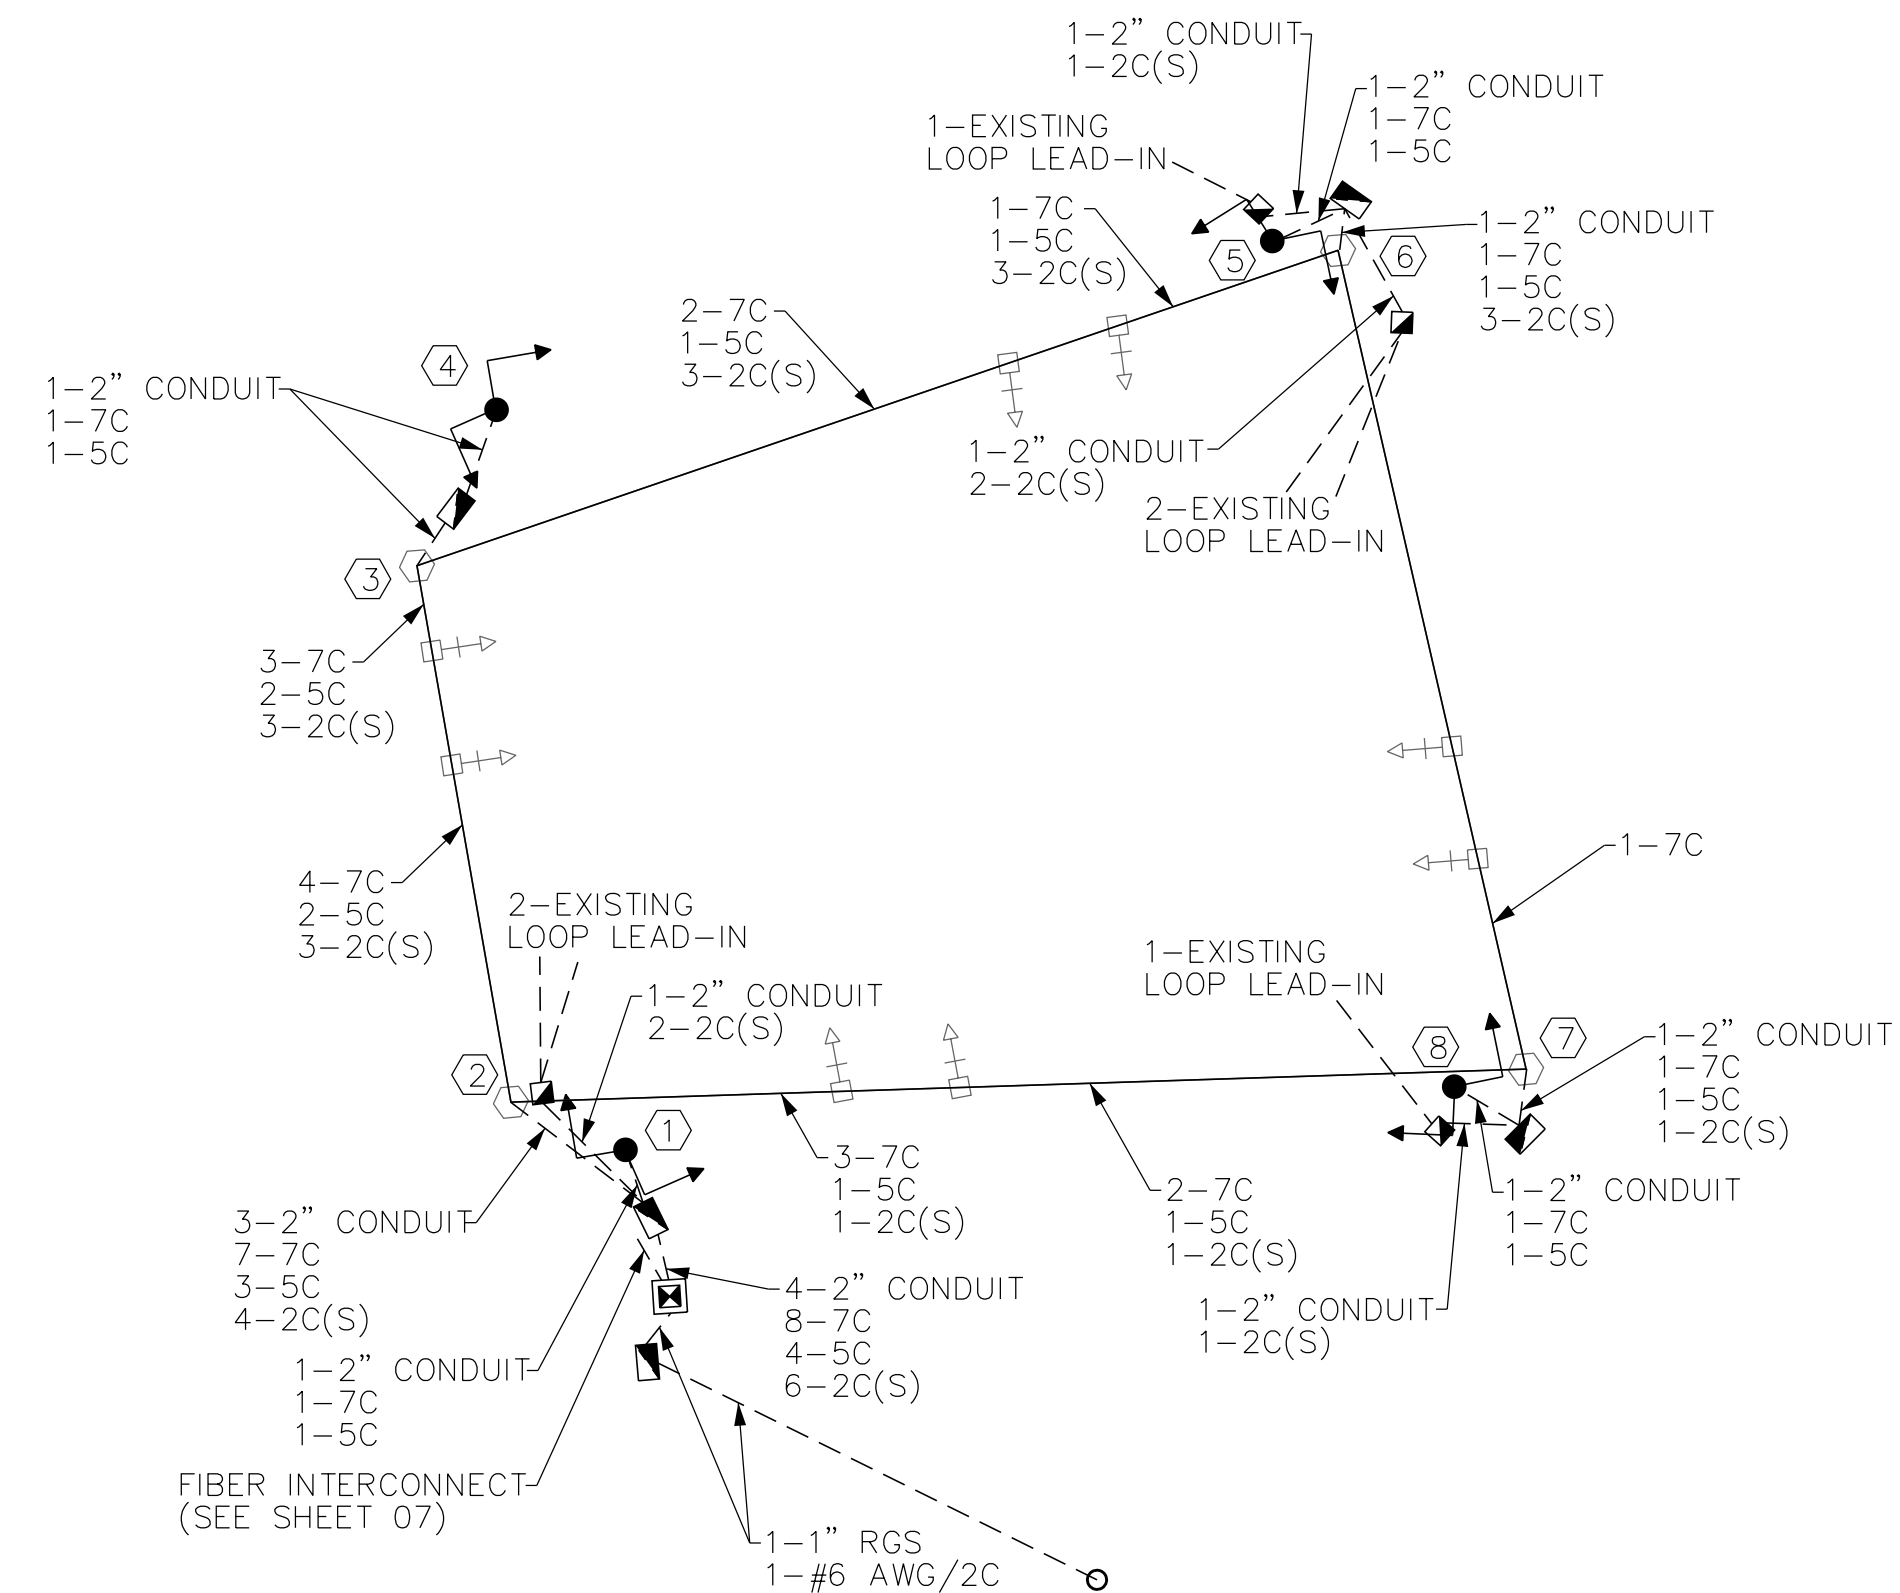 1-2” CONDUIT
1-2C(S)
1-2” CONDUIT
1-7C
1-5C
1-EXISTING
LOOP LEAD-IN
1-7C
1-5C
3-2C(S)
1-2” CONDUIT
1-7C
1-5C
3-2C(S)
5
6
2-7C
1-5C
3-2C(S)
4
1-2” CONDUIT
1-7C
1-5C
1-2” CONDUIT
2-2C(S)
2-EXISTING
LOOP LEAD-IN
3
3-7C
2-5C
3-2C(S)
1-7C
4-7C
2-5C
3-2C(S)
2-EXISTING
LOOP LEAD-IN
1-EXISTING
LOOP LEAD-IN
1-2” CONDUIT
2-2C(S)
2
8
7
1-2” CONDUIT
1-7C
1-5C
1-2C(S)
1
3-7C
1-5C
1-2C(S)
2-7C
1-5C
1-2C(S)
1-2” CONDUIT
1-7C
1-5C
3-2” CONDUIT
7-7C
3-5C
4-2C(S)
4-2” CONDUIT
8-7C
4-5C
6-2C(S)
1-2” CONDUIT
1-2C(S)
1-2” CONDUIT
1-7C
1-5C
FIBER INTERCONNECT
(SEE SHEET 07)
1-1” RGS
1-#6 AWG/2C